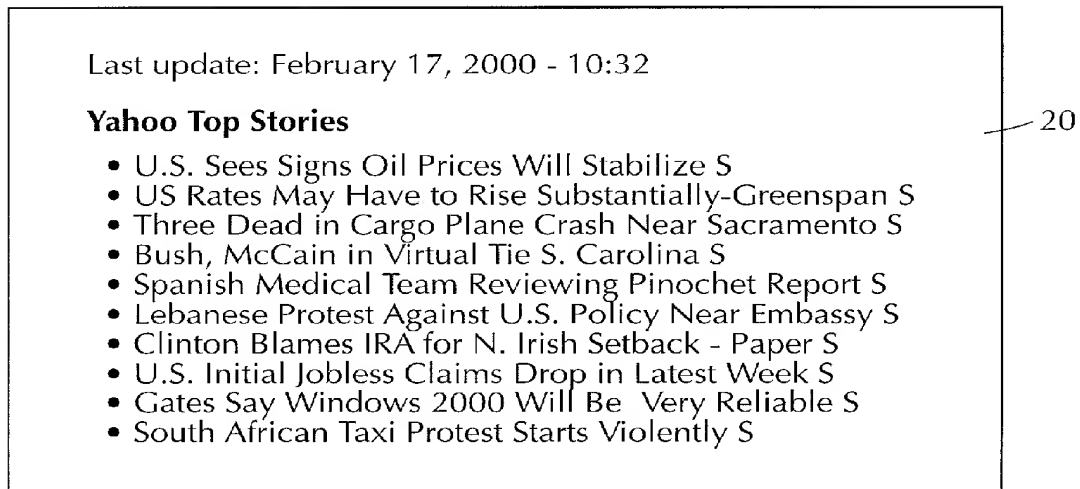 Last update: February 17, 2000 - 10:32
Yahoo Top Stories
20
• U.S. Sees Signs Oil Prices Will Stabilize S
• US Rates May Have to Rise Substantially-Greenspan S
• Three Dead in Cargo Plane Crash Near Sacramento S
• Bush, McCain in Virtual Tie S. Carolina S
• Spanish Medical Team Reviewing Pinochet Report S
• Lebanese Protest Against U.S. Policy Near Embassy S
• Clinton Blames IRA for N. Irish Setback - Paper S
• U.S. Initial Jobless Claims Drop in Latest Week S
• Gates Say Windows 2000 Will Be Very Reliable S
• South African Taxi Protest Starts Violently S